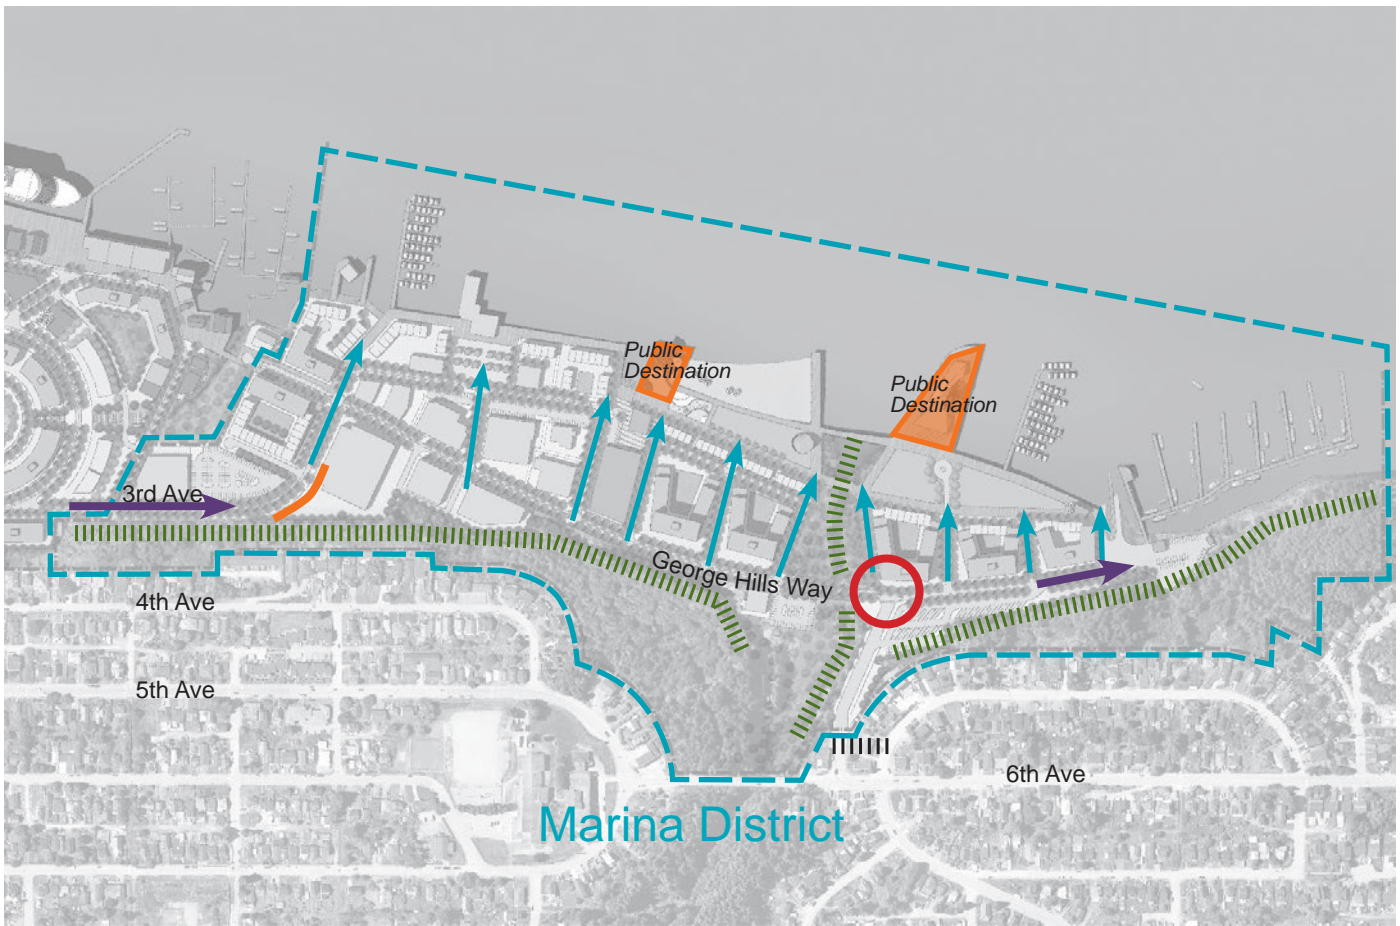 Public
Destination
Public
Destination
3rd Ave
George Hills Way
4th Ave
5th Ave
6th Ave
Marina District